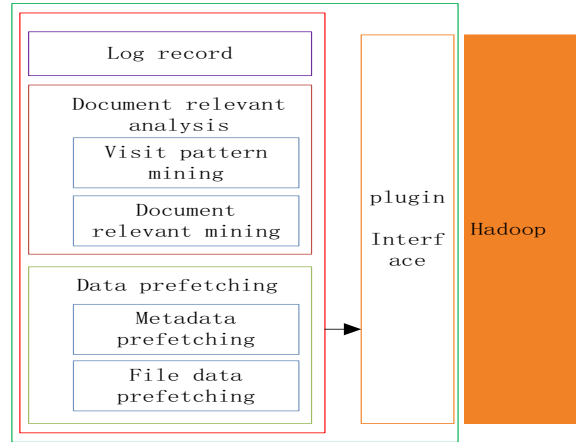 Log record
Document relevant
analysis
Visit pattern
mining
Document
relevant mining
Data prefetching
Metadata
prefetching
File data
prefetching
plugin
Interf
ace
Hadoop